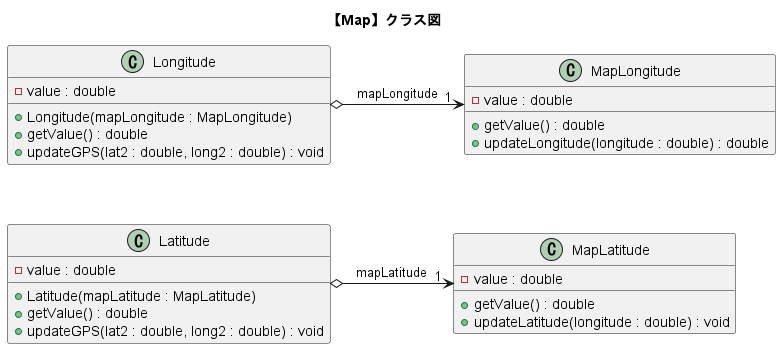 【Map】クラス図
C Longitude
value : double
Longitude(mapLongitude : MapLongitude)
getValue() : double
updateGPS(lat2 : double, long2 : double) : void
mapLongitude 1
C MapLongitude
value : double
getValue() : double
updateLongitude(longitude : double) : double
C Latitude
value : double
Latitude(mapLatitude : MapLatitude)
getValue() : double
updateGPS(lat2 : double, long2 : double) : void
mapLatitude 1
C MapLatitude
value : double
getValue() : double
updateLatitude(longitude : double) : void